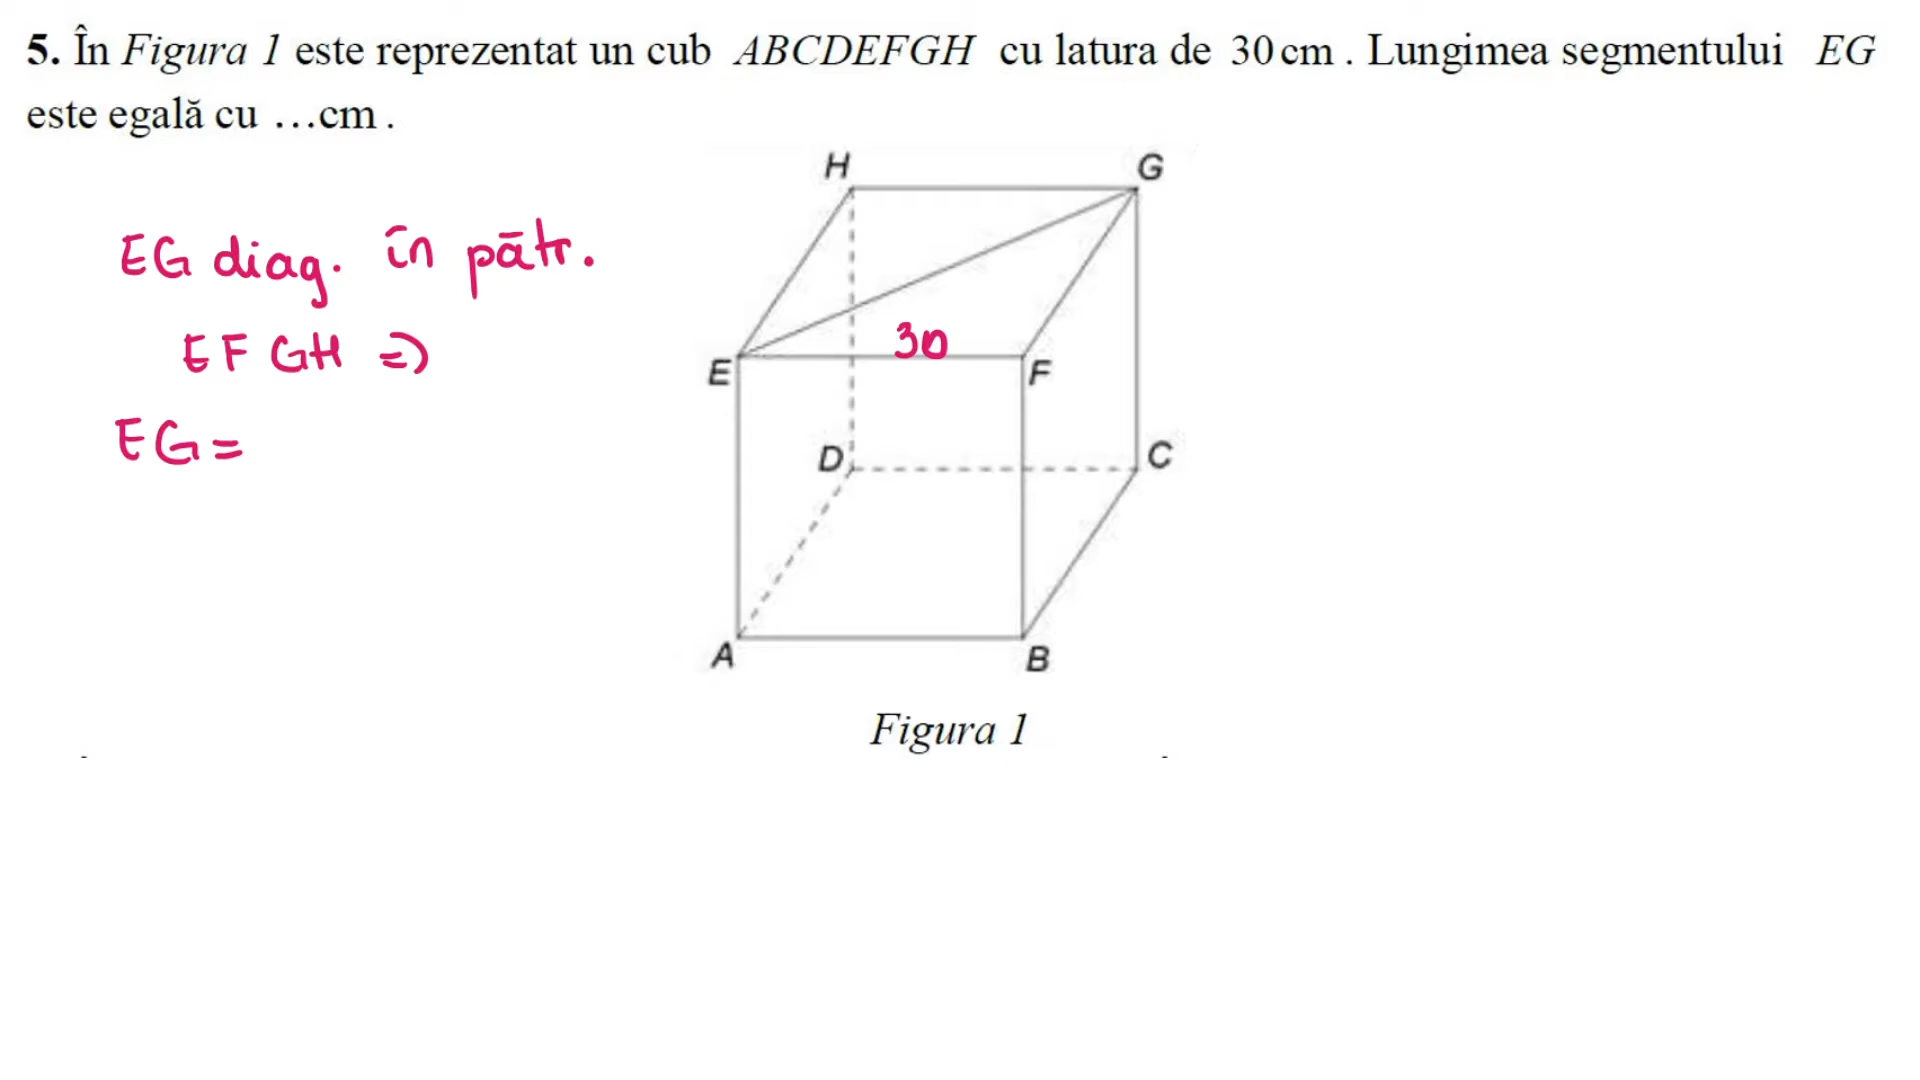 5. În Figura 1 este reprezentat un cub ABCDEFGH cu latura de 30 cm . Lungimea segmentului EG
este egală cu …cm .
H
G
EG diag. în pătr.
30
EFGH =>
E
F
EG =
D
C
A
B
Figura 1